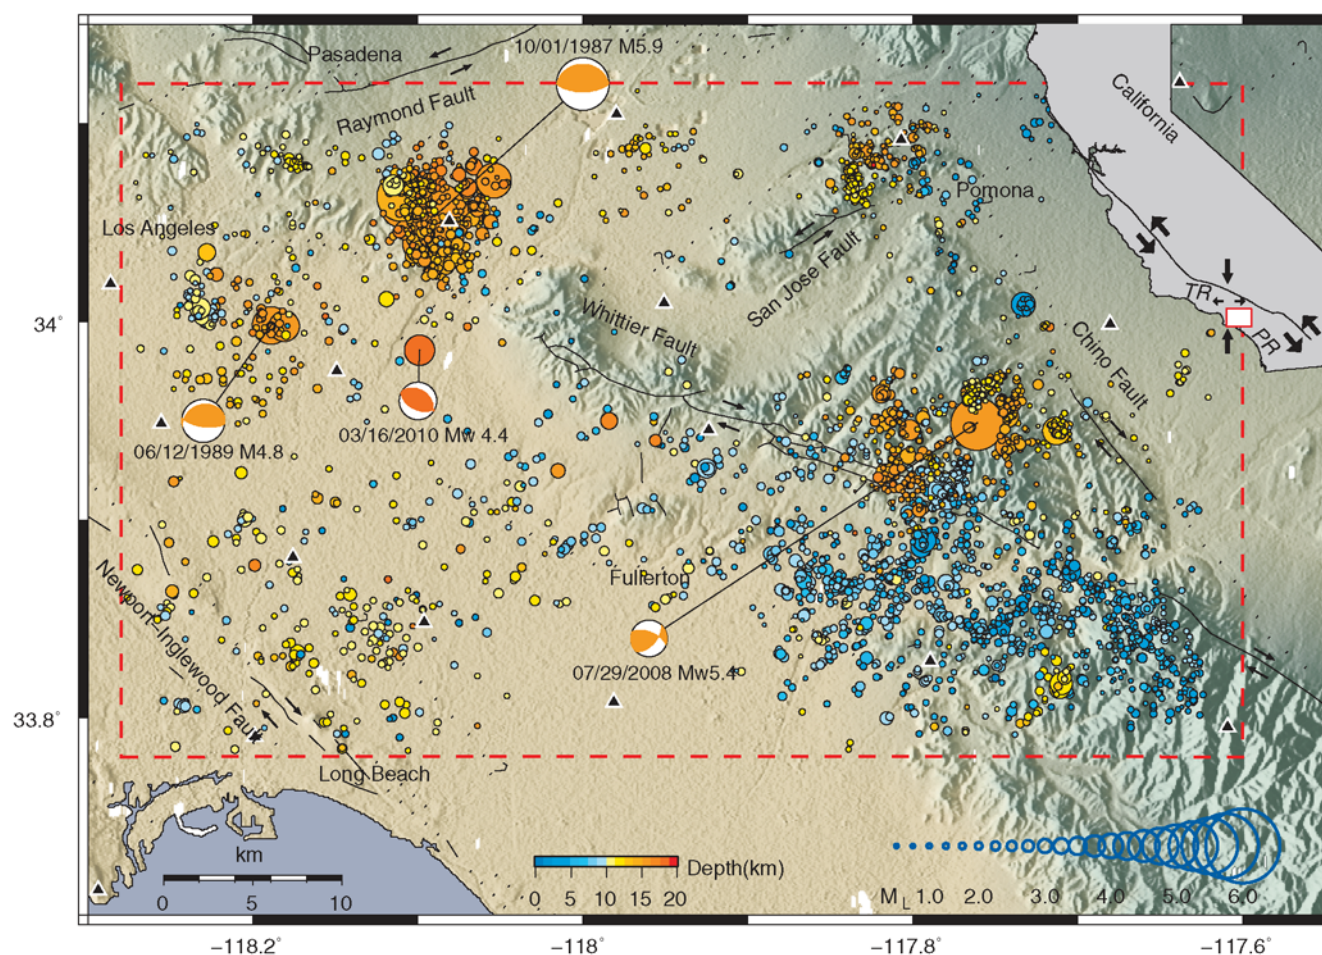 10/01/1987 M5.9
Pasadena
Raymond Fault
California
Pomona
Los Angeles
San Jose Fault
TR
PR
34°
Whittier Fault
Chino Fault
03/16/2010 Mw 4.4
06/12/1989 M4.8
Fullerton
Newport-Inglewood Fault
07/29/2008 Mw5.4
33.8°
Long Beach
km
0 5 10
Depth(km)
0 5 10 15 20
ML 1.0 2.0 3.0 4.0 5.0 6.0
-118.2° -118° -117.8° -117.6°